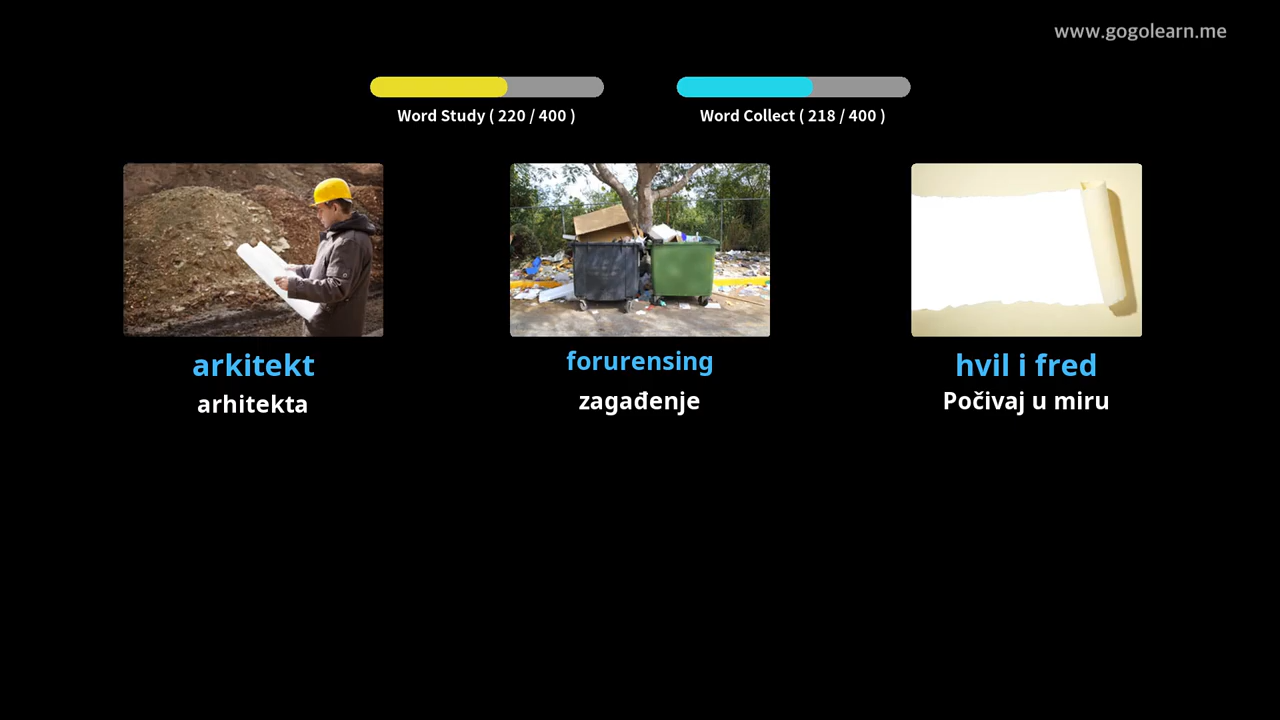 www.gogolearn.me
Word Study ( 220 / 400 )
Word Collect ( 218 / 400 )
arkitekt
forurensing
hvil i fred
arhitekta
zagađenje
Počivaj u miru